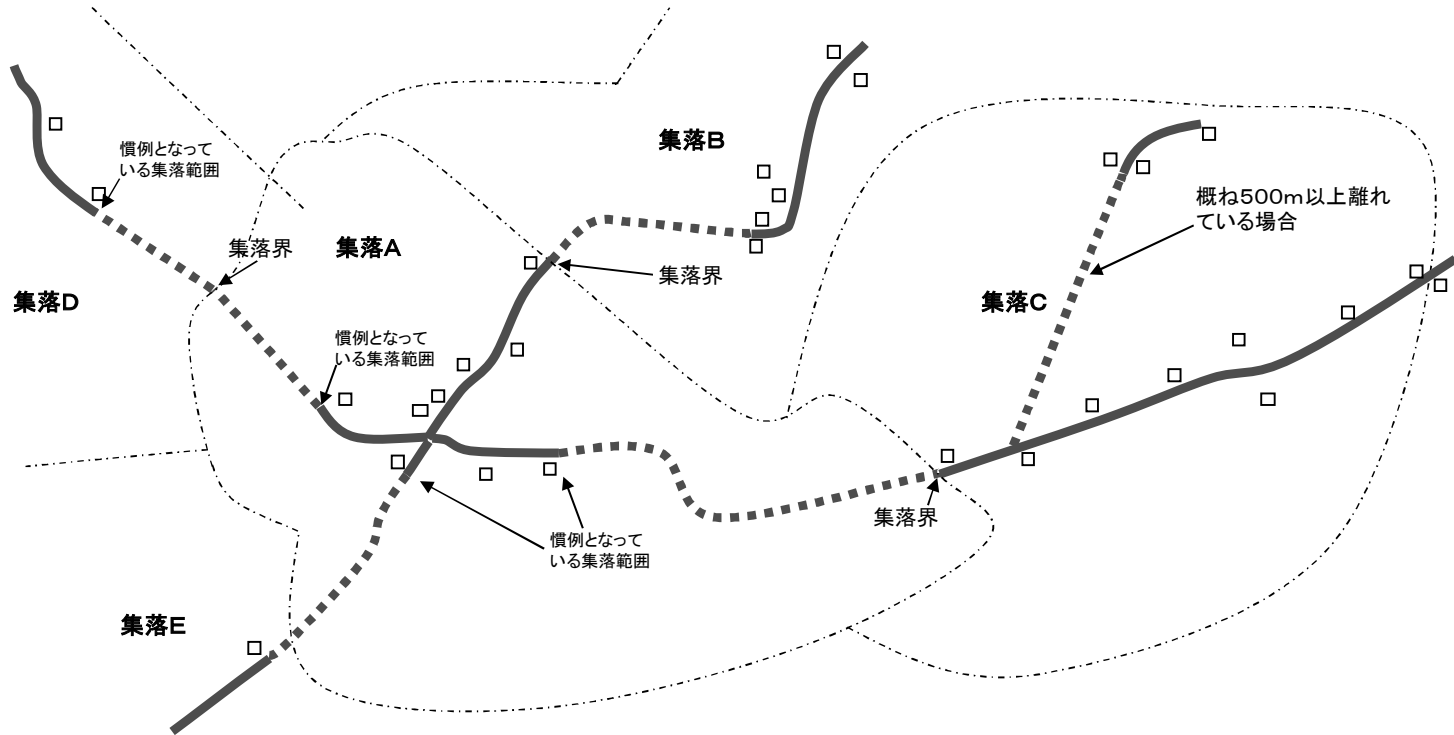 集落B
慣例となって
いる集落範囲
概ね500m以上離れ
ている場合
集落界
集落A
集落界
集落D
集落C
慣例となって
いる集落範囲
集落界
慣例となって
いる集落範囲
集落E